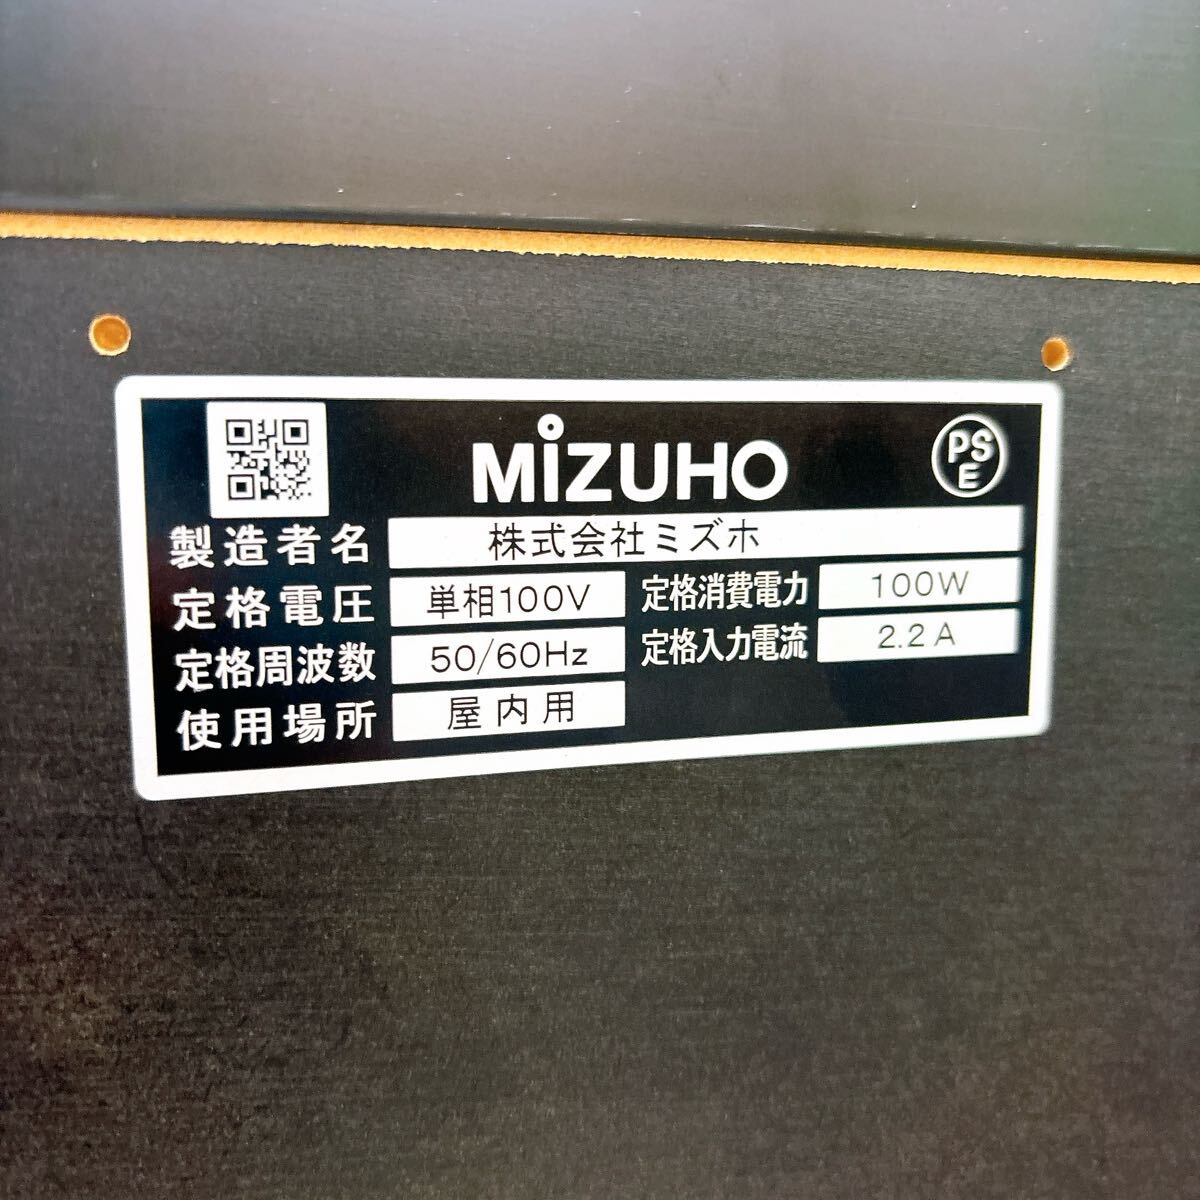 MiZUHO
PS
E
製造者名 株式会社ミズホ
定格電圧 単相100V 定格消費電力 100W
定格周波数 50/60Hz 定格入力電流 2.2A
使用場所 屋内用